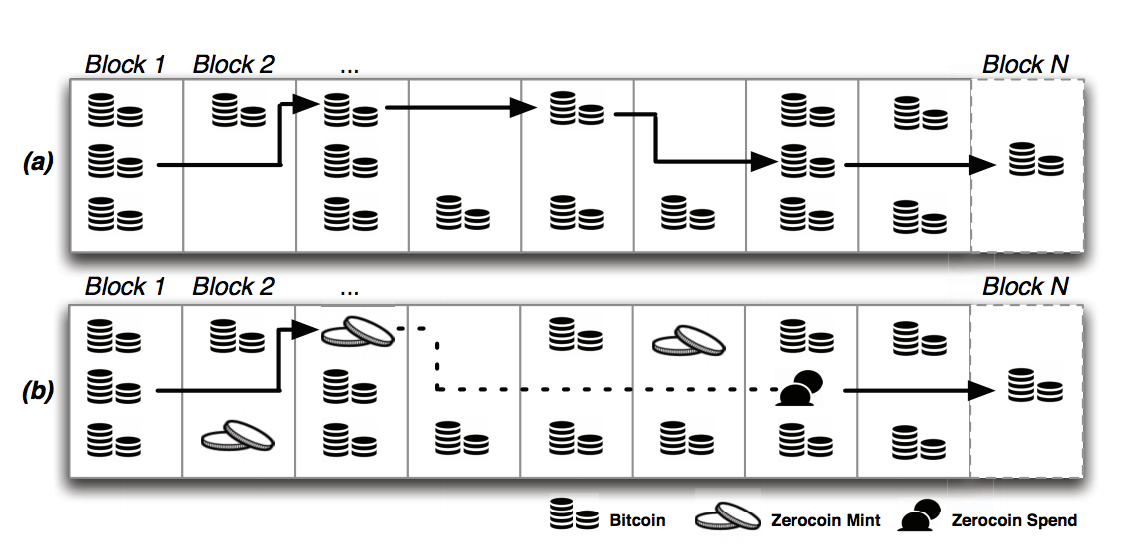 Block 1 Block 2 ... Block N
(a)
Block 1 Block 2 ... Block N
(b)
Bitcoin Zerocoin Mint Zerocoin Spend